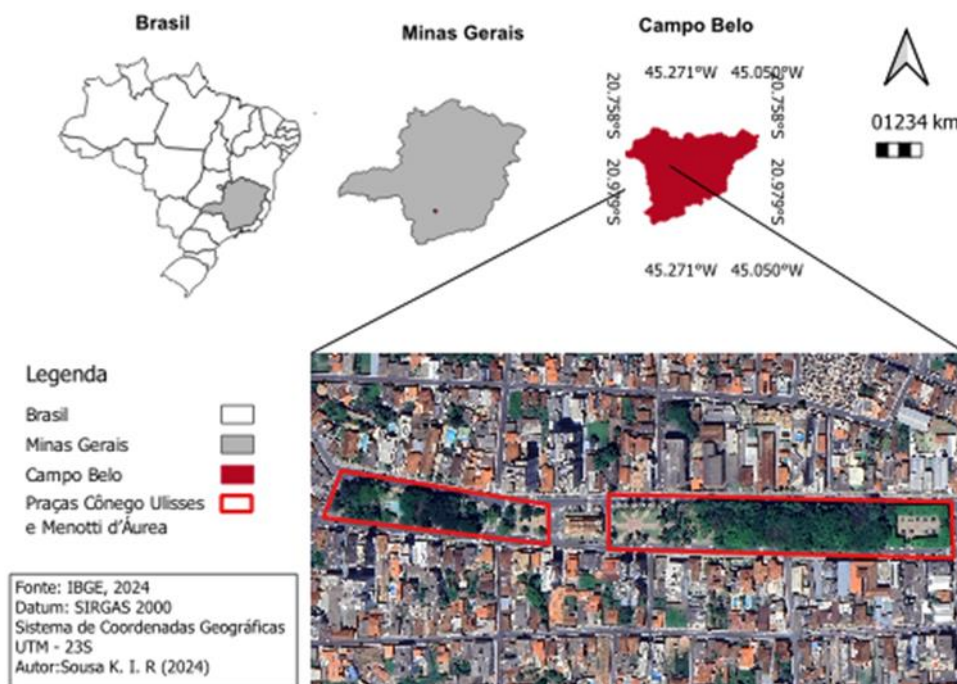 Brasil
Minas Gerais
Campo Belo
45.271°W 45.050°W
20.758°S
20.758°S
20.979°S
20.979°S
45.271°W 45.050°W
01234 km
Legenda
Brasil
Minas Gerais
Campo Belo
Praças Cônego Ulisses
e Menotti d'Áurea
Fonte: IBGE, 2024
Datum: SIRGAS 2000
Sistema de Coordenadas Geográficas
UTM - 23S
Autor:Sousa K. I. R (2024)